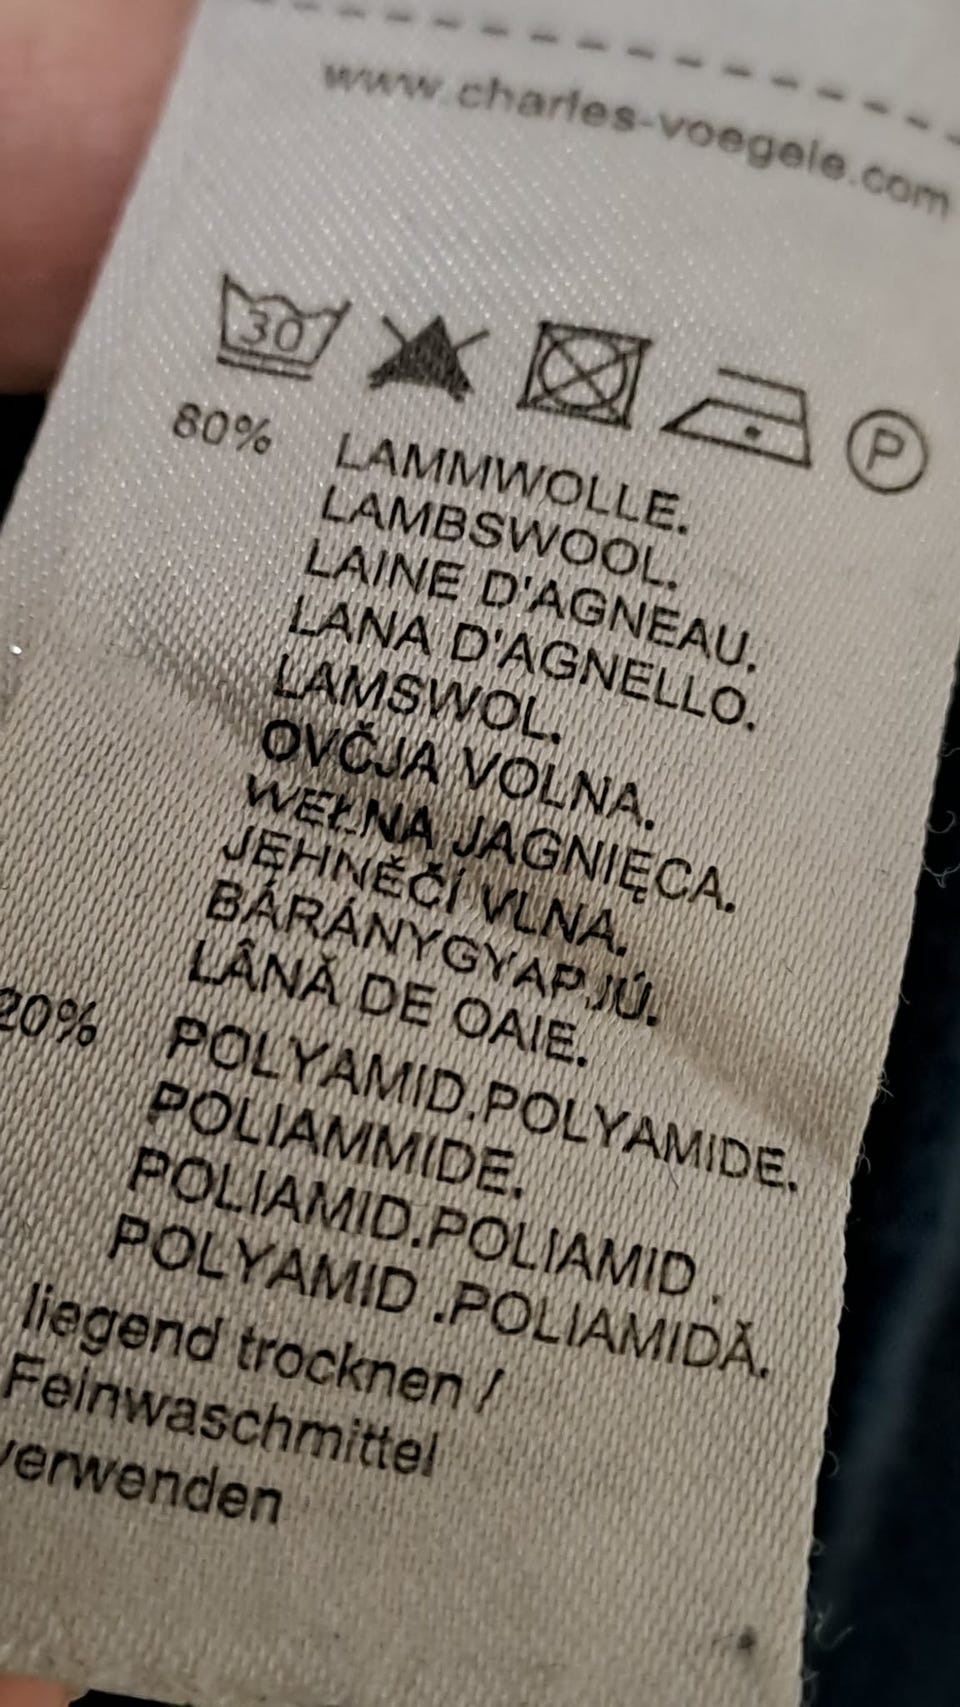 www.charles-voegele.com
30
P
80% LAMMWOLLE.
LAMBSWOOL.
LAINE D'AGNEAU.
LANA D'AGNELLO.
LAMSWOL.
OVČJA VOLNA.
WEŁNA JAGNIĘCA.
JEHNĚČÍ VLNA.
BÁRÁNYGYAPJÚ.
LÂNĂ DE OAIE.
20% POLYAMID.POLYAMIDE.
POLIAMMIDE.
POLIAMID.POLIAMID .
POLYAMID .POLIAMIDĂ.
liegend trocknen /
Feinwaschmittel
verwenden